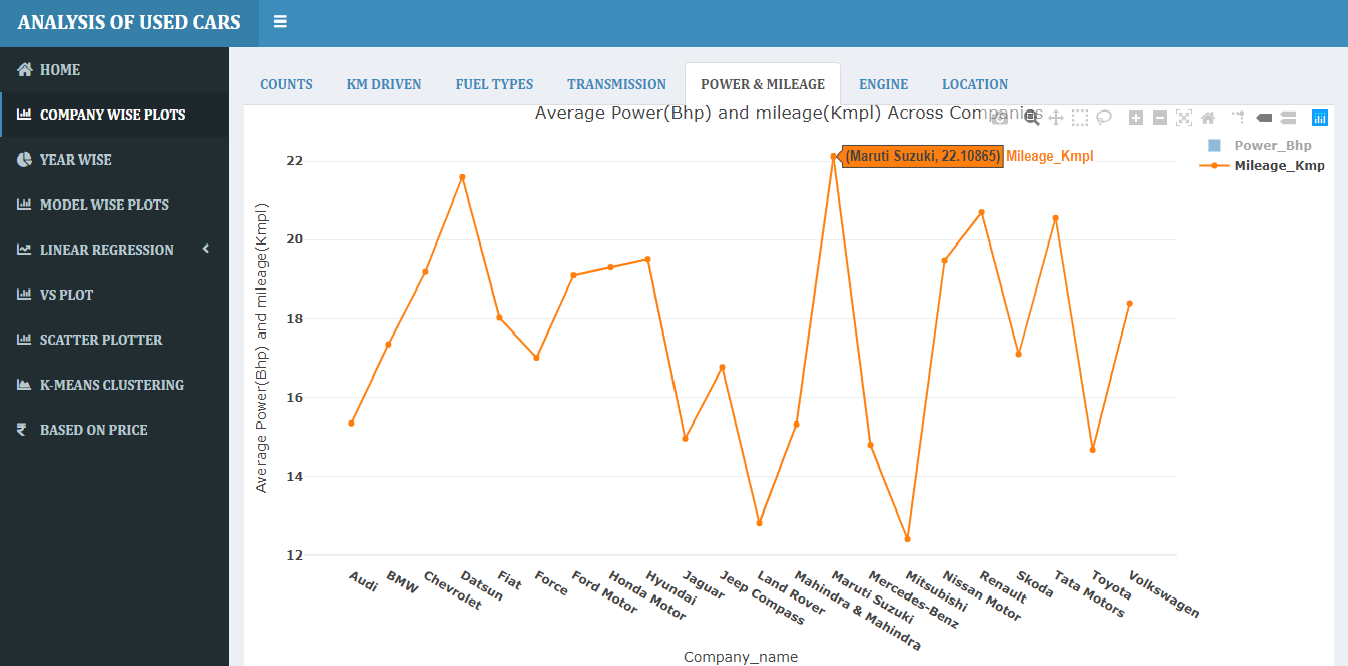 ANALYSIS OF USED CARS
HOME
COMPANY WISE PLOTS
YEAR WISE
MODEL WISE PLOTS
LINEAR REGRESSION
VS PLOT
SCATTER PLOTTER
K-MEANS CLUSTERING
BASED ON PRICE
COUNTS KM DRIVEN FUEL TYPES TRANSMISSION POWER & MILEAGE ENGINE LOCATION
Average Power(Bhp) and mileage(Kmpl) Across Companies
Power_Bhp
Mileage_Kmp
(Maruti Suzuki, 22.10865) Mileage_Kmpl
Average Power(Bhp) and mileage(Kmpl)
22
20
18
16
14
12
Audi
BMW
Chevrolet
Datsun
Fiat
Force
Ford Motor
Honda Motor
Hyundai
Jaguar
Jeep Compass
Land Rover
Mahindra & Mahindra
Maruti Suzuki
Mercedes-Benz
Mitsubishi
Nissan Motor
Renault
Skoda
Tata Motors
Toyota
Volkswagen
Company_name